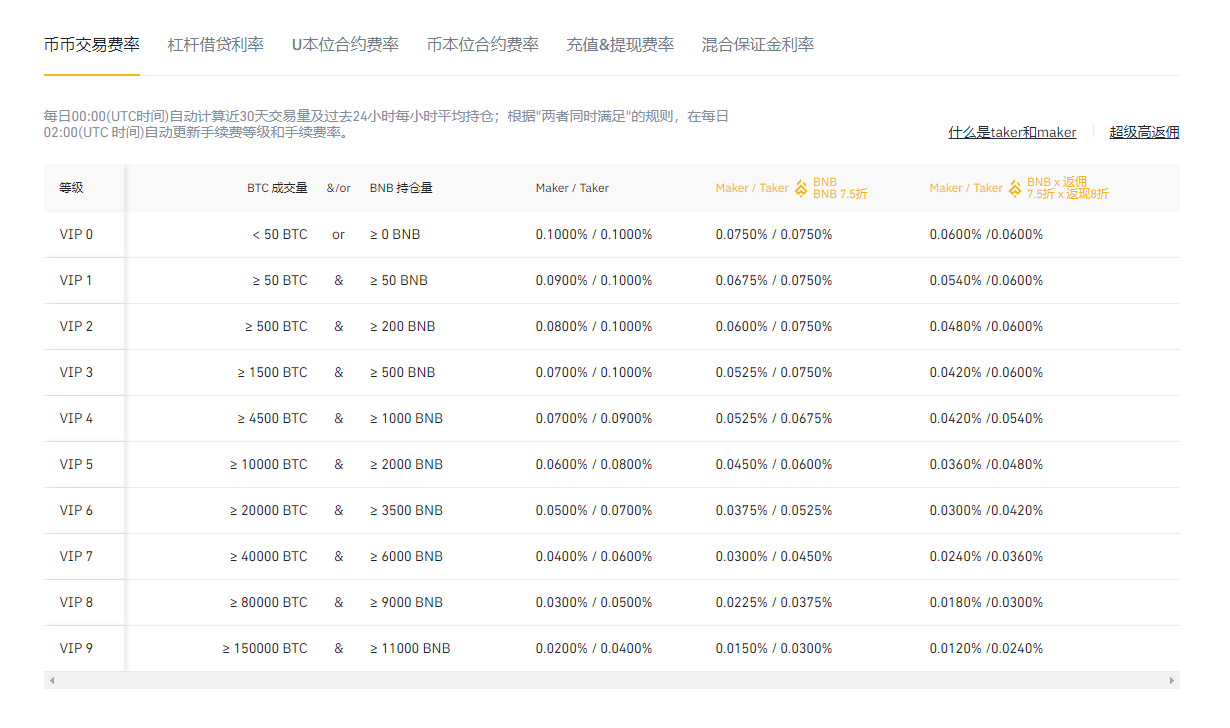 币币交易费率 杠杆借贷利率 U本位合约费率 币本位合约费率 充值&提现费率 混合保证金利率
每日00:00(UTC时间)自动计算近30天交易量及过去24小时每小时平均持仓；根据"两者同时满足"的规则，在每日
02:00(UTC 时间)自动更新手续费等级和手续费率。
什么是taker和maker 超级高返佣
等级 BTC 成交量 &/or BNB 持仓量 Maker / Taker Maker / Taker BNB BNB 7.5折 Maker / Taker BNB x 返佣 7.5折 x 返现8折
VIP 0 < 50 BTC or ≥ 0 BNB 0.1000% / 0.1000% 0.0750% / 0.0750% 0.0600% /0.0600%
VIP 1 ≥ 50 BTC & ≥ 50 BNB 0.0900% / 0.1000% 0.0675% / 0.0750% 0.0540% /0.0600%
VIP 2 ≥ 500 BTC & ≥ 200 BNB 0.0800% / 0.1000% 0.0600% / 0.0750% 0.0480% /0.0600%
VIP 3 ≥ 1500 BTC & ≥ 500 BNB 0.0700% / 0.1000% 0.0525% / 0.0750% 0.0420% /0.0600%
VIP 4 ≥ 4500 BTC & ≥ 1000 BNB 0.0700% / 0.0900% 0.0525% / 0.0675% 0.0420% /0.0540%
VIP 5 ≥ 10000 BTC & ≥ 2000 BNB 0.0600% / 0.0800% 0.0450% / 0.0600% 0.0360% /0.0480%
VIP 6 ≥ 20000 BTC & ≥ 3500 BNB 0.0500% / 0.0700% 0.0375% / 0.0525% 0.0300% /0.0420%
VIP 7 ≥ 40000 BTC & ≥ 6000 BNB 0.0400% / 0.0600% 0.0300% / 0.0450% 0.0240% /0.0360%
VIP 8 ≥ 80000 BTC & ≥ 9000 BNB 0.0300% / 0.0500% 0.0225% / 0.0375% 0.0180% /0.0300%
VIP 9 ≥ 150000 BTC & ≥ 11000 BNB 0.0200% / 0.0400% 0.0150% / 0.0300% 0.0120% /0.0240%